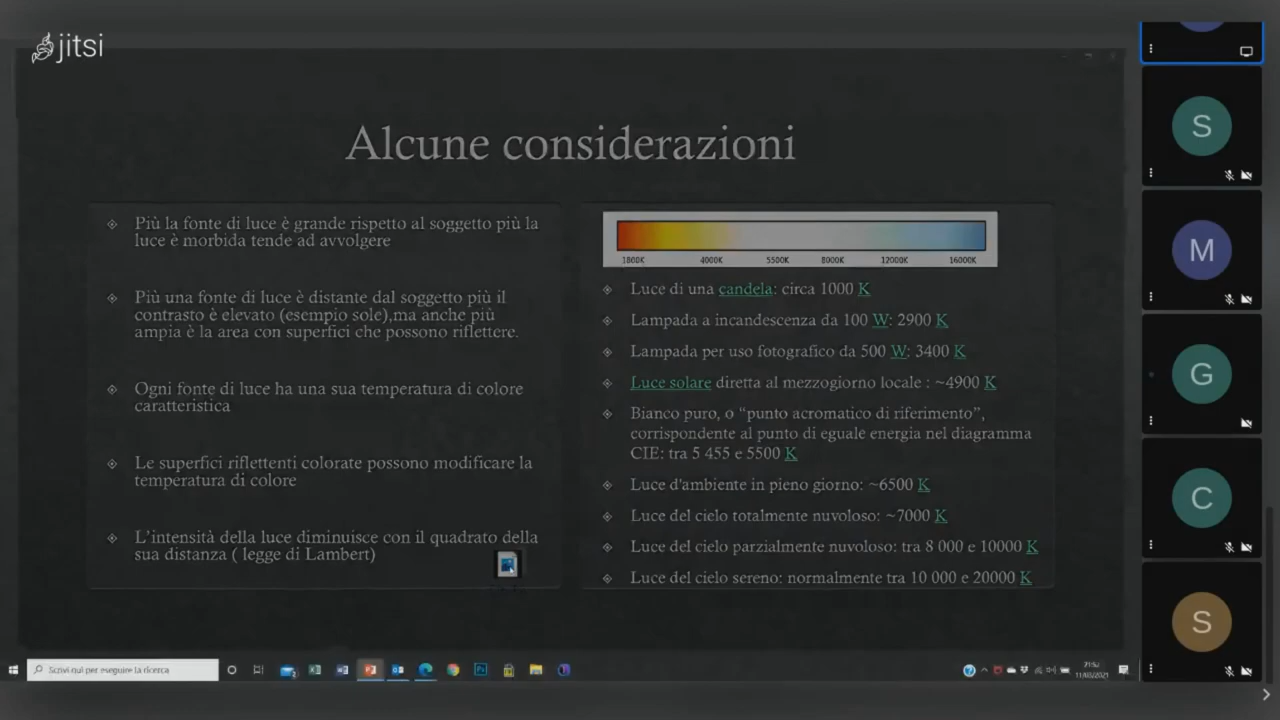 jitsi
Alcune considerazioni
Più la fonte di luce è grande rispetto al soggetto più la
luce è morbida tende ad avvolgere
Più una fonte di luce è distante dal soggetto più il
contrasto è elevato (esempio sole),ma anche più
ampia è la area con superfici che possono riflettere.
Ogni fonte di luce ha una sua temperatura di colore
caratteristica
Le superfici riflettenti colorate possono modificare la
temperatura di colore
L'intensità della luce diminuisce con il quadrato della
sua distanza ( legge di Lambert)
1800K 4000K 5500K 8000K 12000K 16000K
Luce di una candela: circa 1000 K
Lampada a incandescenza da 100 W: 2900 K
Lampada per uso fotografico da 500 W: 3400 K
Luce solare diretta al mezzogiorno locale : ~4900 K
Bianco puro, o “punto acromatico di riferimento”,
corrispondente al punto di eguale energia nel diagramma
CIE: tra 5 455 e 5500 K
Luce d'ambiente in pieno giorno: ~6500 K
Luce del cielo totalmente nuvoloso: ~7000 K
Luce del cielo parzialmente nuvoloso: tra 8 000 e 10000 K
Luce del cielo sereno: normalmente tra 10 000 e 20000 K
S
M
G
C
S
Scrivi qui per eseguire la ricerca
21:52
11/03/2021